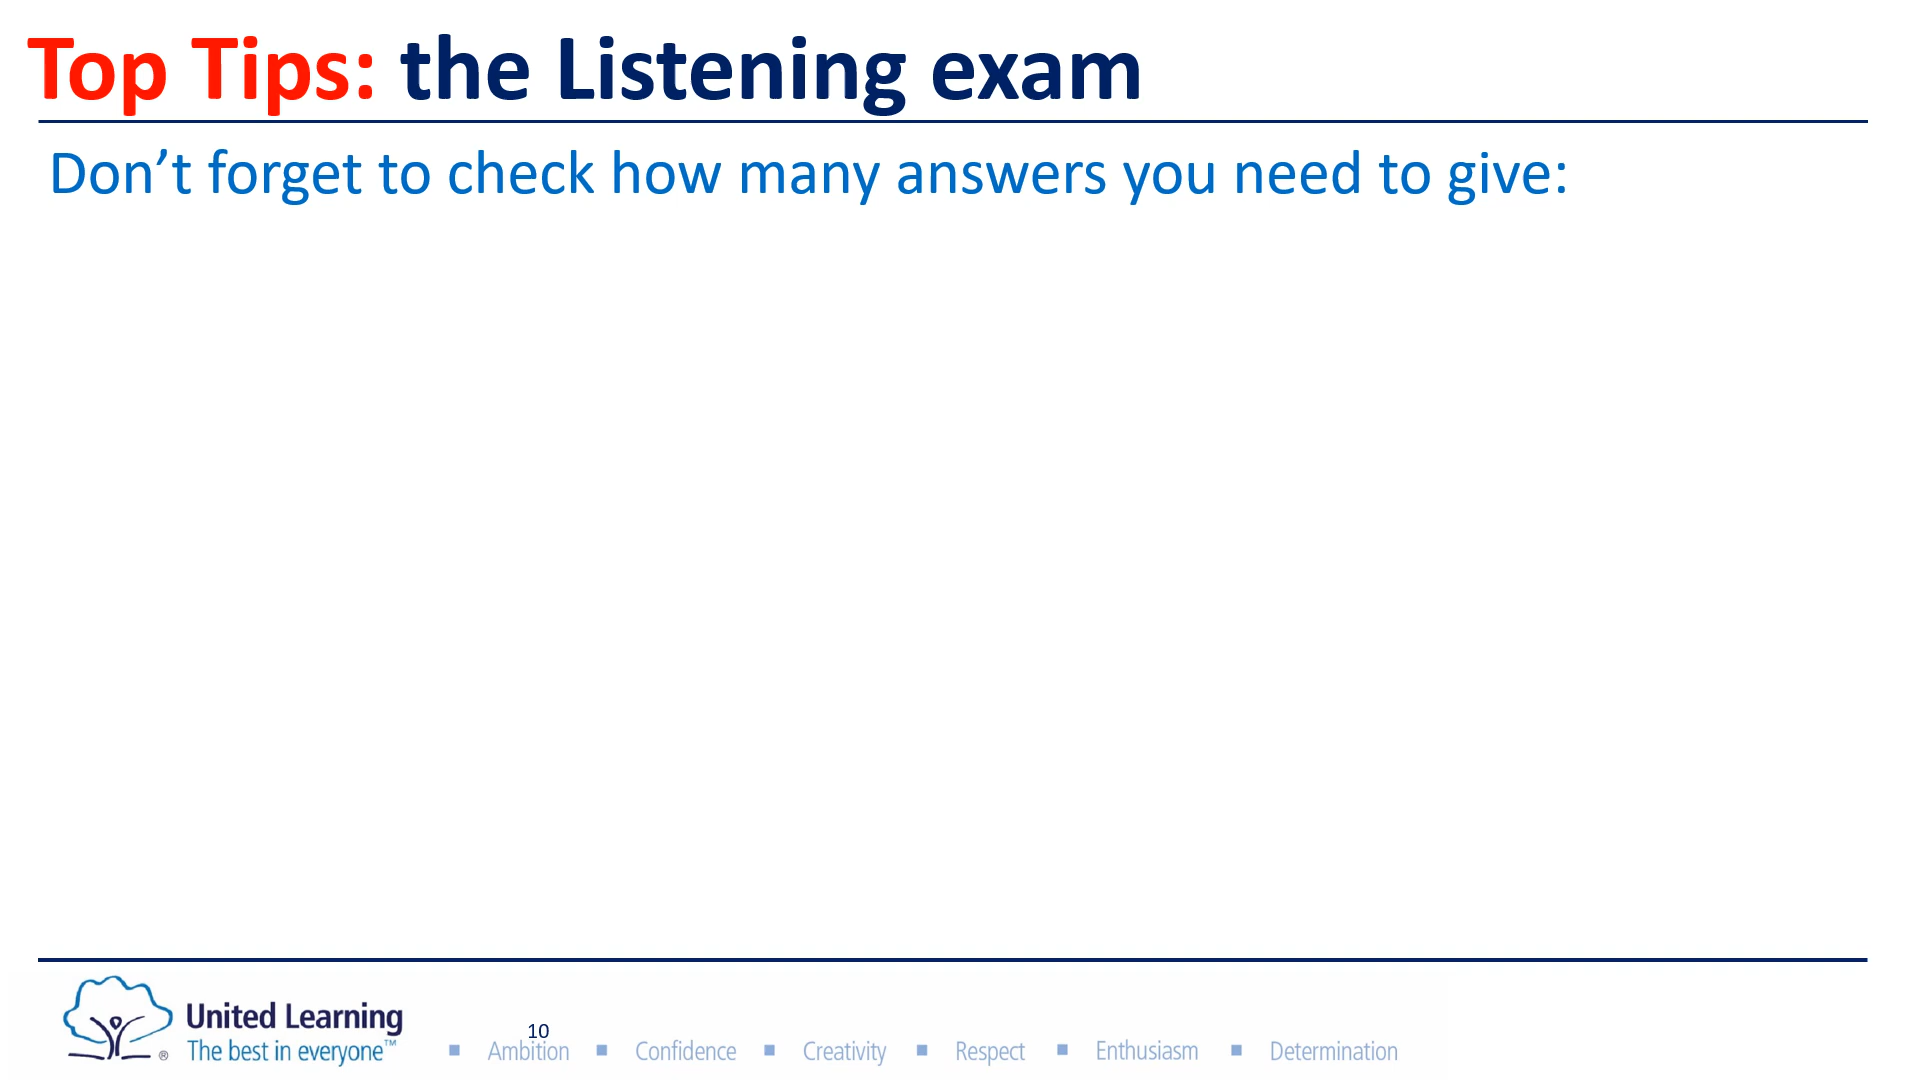 Top Tips: the Listening exam
Don’t forget to check how many answers you need to give:
United Learning
The best in everyone™
®
10
▪ Ambition ▪ Confidence ▪ Creativity ▪ Respect ▪ Enthusiasm ▪ Determination